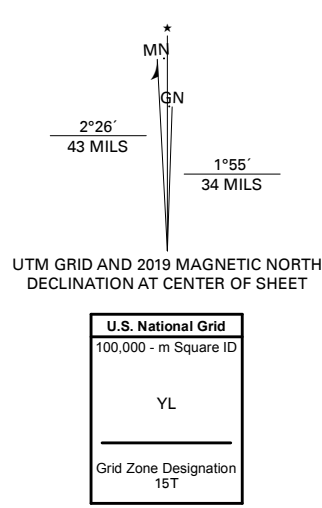 ★
MN
GN
2°26´
43 MILS
1°55´
34 MILS
UTM GRID AND 2019 MAGNETIC NORTH
DECLINATION AT CENTER OF SHEET
U.S. National Grid
100,000 - m Square ID
YL
Grid Zone Designation
15T